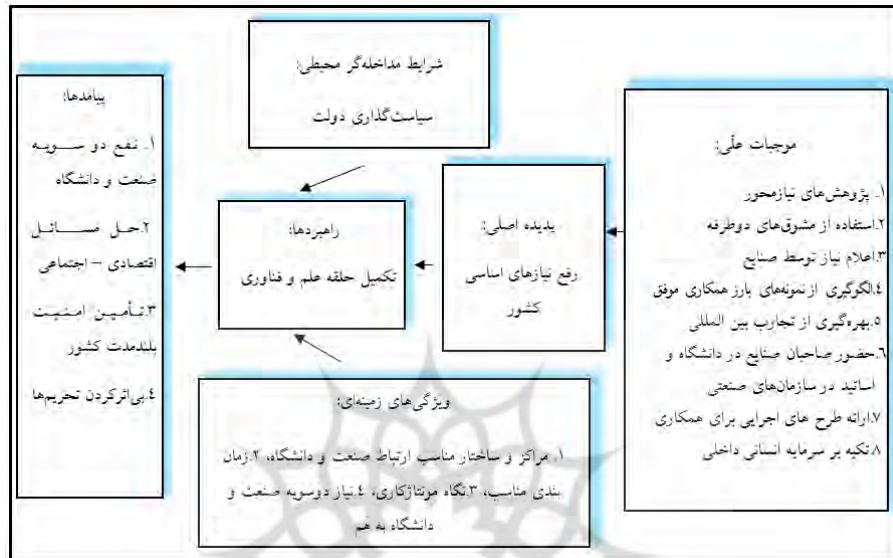 شرایط مداخله‌گر محیطی:
سیاست‌گذاری دولت
موجبات علّی:
۱. پژوهش‌های نیازمحور
۲.استفاده از مشوق‌های دوطرفه
۳.اعلام نیاز توسط صنایع
۴.الگوگیری از نمونه‌های بارز همکاری موفق
۵.بهره‌گیری از تجارب بین المللی
۶.حضور صاحبان صنایع در دانشگاه و
اساتید در سازمان‌های صنعتی
۷.ارائه طرح های اجرایی برای همکاری
۸.تکیه بر سرمایه انسانی داخلی
پدیده اصلی:
رفع نیازهای اساسی
کشور
راهبردها:
تکمیل حلقه علم و فناوری
پیامدها:
۱. نفع دو سویه
صنعت و دانشگاه
۲.حل مسائل
اقتصادی – اجتماعی
۳.تأمین امنیت
بلندمدت کشور
۴.بی‌اثرکردن تحریم‌ها
ویژگی‌های زمینه‌ای:
۱. مراکز و ساختار مناسب ارتباط صنعت و دانشگاه، ۲.زمان
بندی مناسب، ۳.نگاه مونتاژکاری، ۴.نیاز دوسویه صنعت و
دانشگاه به هم